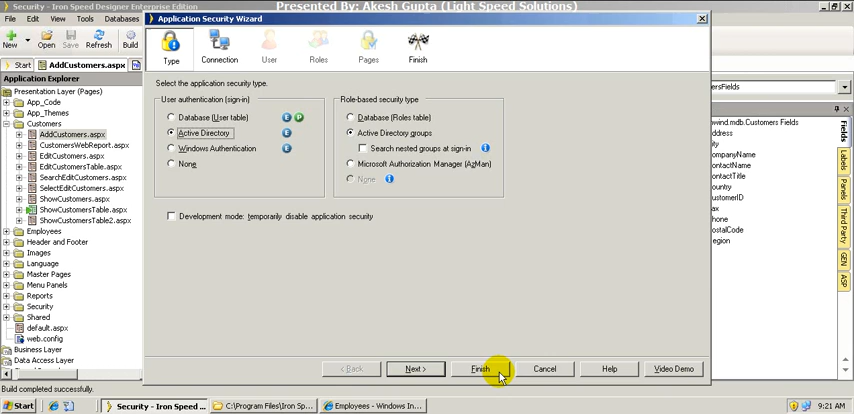 Security - Iron Speed Designer Enterprise Edition
Presented By: Akesh Gupta (Light Speed Solutions)
File Edit View Tools Databases
New Open Save Refresh Build
Start AddCustomers.aspx
Application Explorer
Presentation Layer (Pages)
App_Code
App_Themes
Customers
AddCustomers.aspx
CustomersWebReport.aspx
EditCustomers.aspx
EditCustomersTable.aspx
SearchEditCustomers.aspx
SelectEditCustomers.aspx
ShowCustomers.aspx
ShowCustomersTable.aspx
ShowCustomersTable2.aspx
Employees
Header and Footer
Images
Language
Master Pages
Menu Panels
Reports
Security
Shared
default.aspx
web.config
Business Layer
Data Access Layer
Build completed successfully.
Application Security Wizard
Type Connection User Roles Pages Finish
Select the application security type.
User authentication (sign-in)
Database (User table) E P
Active Directory E
Windows Authentication E
None
Role-based security type
Database (Roles table)
Active Directory groups
Search nested groups at sign-in
Microsoft Authorization Manager (AzMan)
None
Development mode: temporarily disable application security
< Back Next > Finish Cancel Help Video Demo
ersFields
wind.mdb.Customers Fields
ddress
ity
ompanyName
ontactName
ontactTitle
ountry
ustomerID
ax
hone
ostalCode
egion
Fields
Labels
Panels
Third Party
GEN
ASP
Start Security - Iron Speed D... C:\Program Files\Iron Sp... Employees - Windows In... 9:21 AM